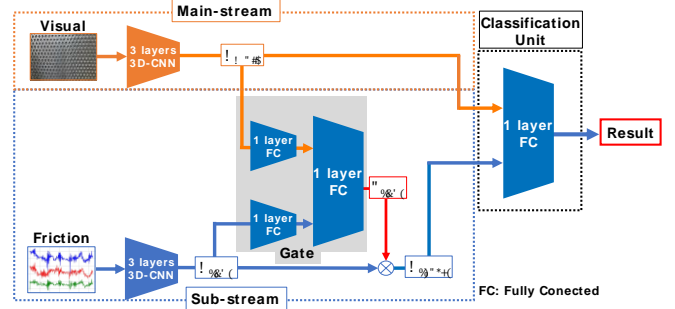 Main-stream
Classification
Unit
Visual
3 layers
3D-CNN
1 layer
FC
1 layer
FC
1 layer
FC
1 layer
FC
Result
Friction
3 layers
3D-CNN
Gate
Sub-stream
FC: Fully Conected